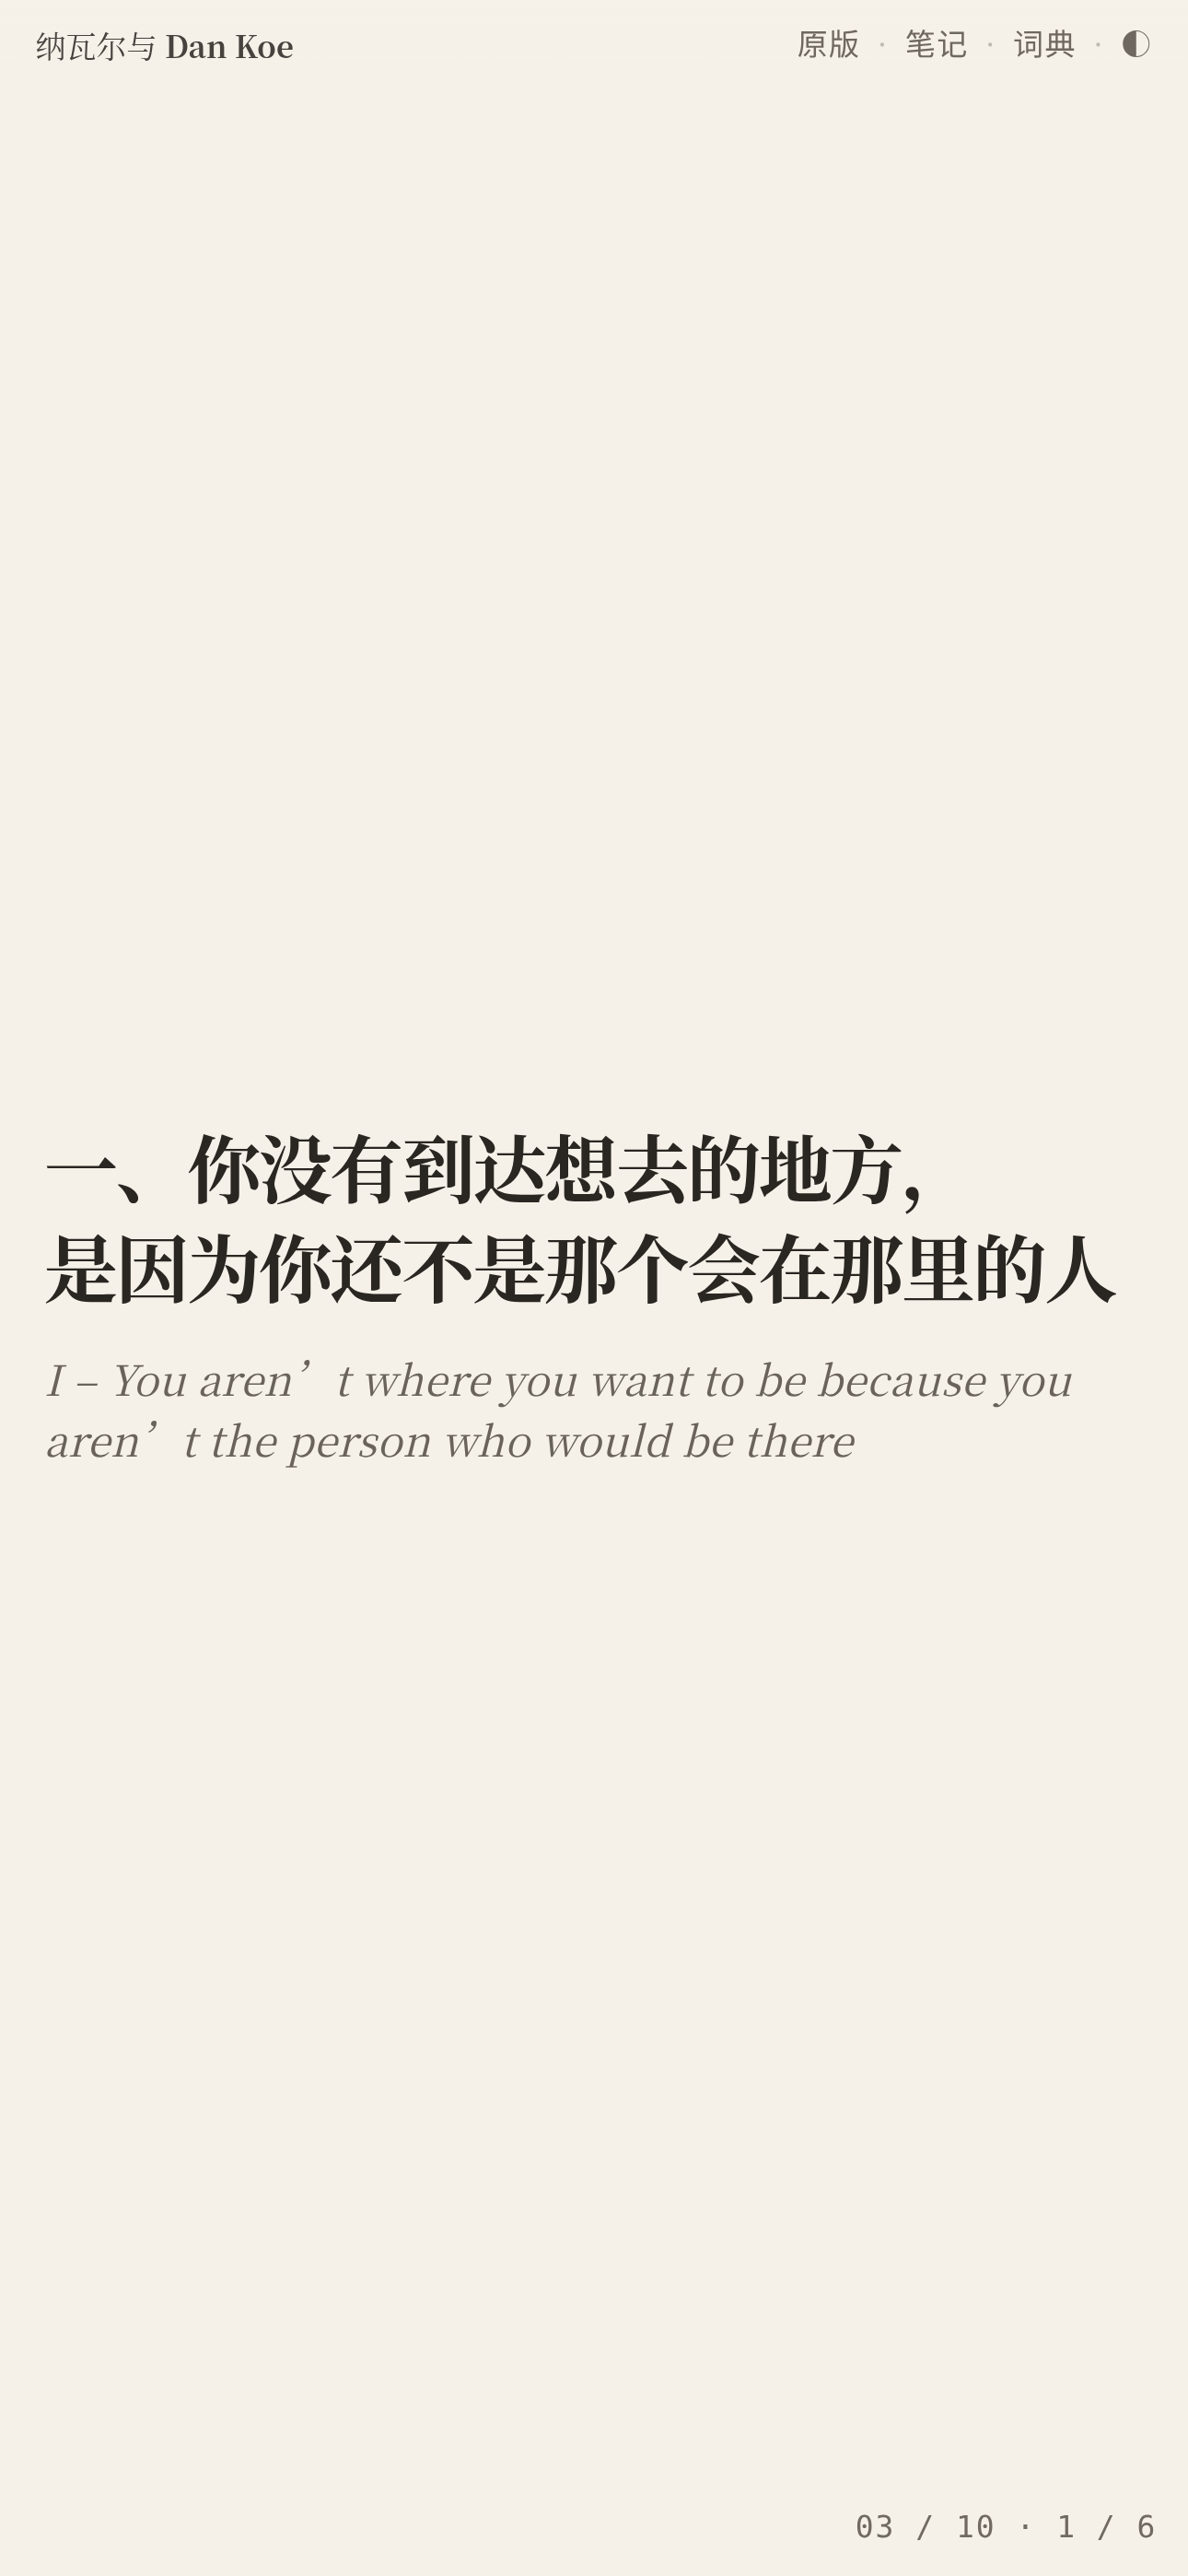 纳瓦尔与 Dan Koe
原版 · 笔记 · 词典 · ◐
一、你没有到达想去的地方，
是因为你还不是那个会在那里的人
I – You aren’t where you want to be because you
aren’t the person who would be there
03 / 10 · 1 / 6